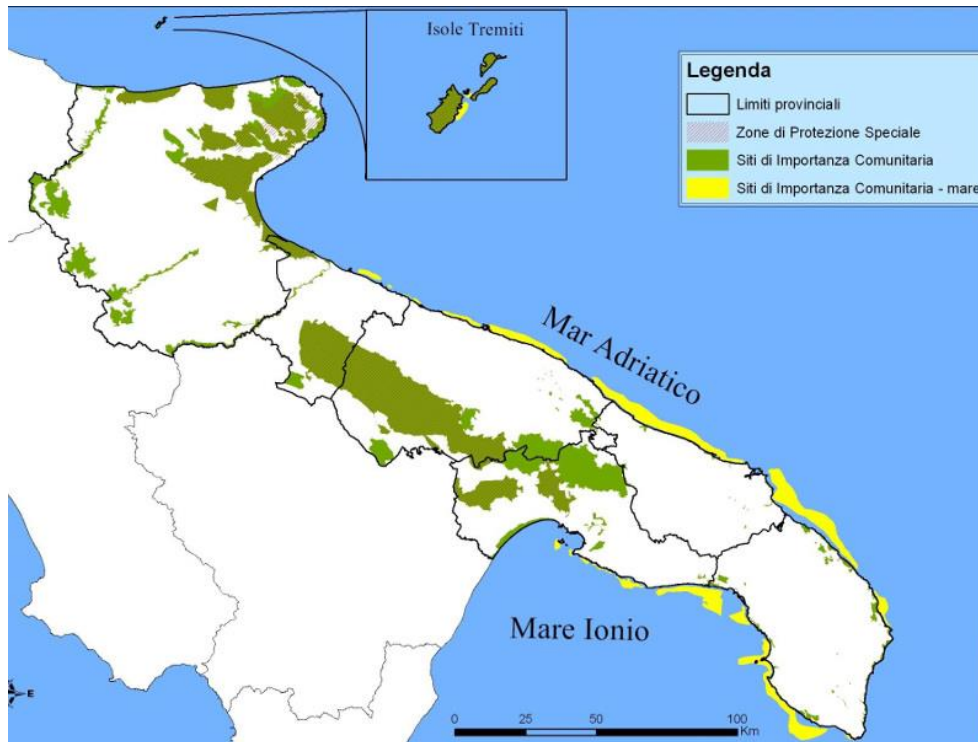 Isole Tremiti
Legenda
Limiti provinciali
Zone di Protezione Speciale
Siti di Importanza Comunitaria
Siti di Importanza Comunitaria - mare
Mar Adriatico
Mare Ionio
E
0 25 50 100
Km